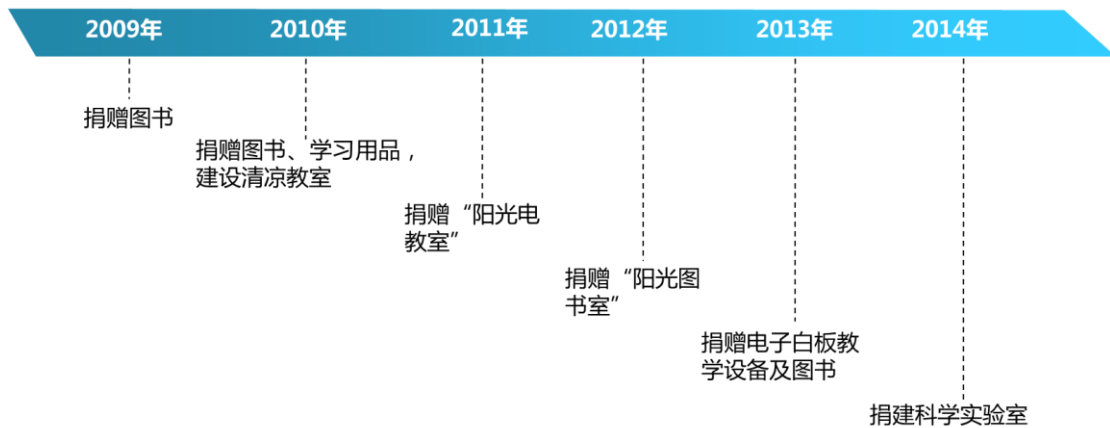 2009年 2010年 2011年 2012年 2013年 2014年
捐赠图书
捐赠图书、学习用品，
建设清凉教室
捐赠“阳光电
教室”
捐赠“阳光图
书室”
捐赠电子白板教
学设备及图书
捐建科学实验室